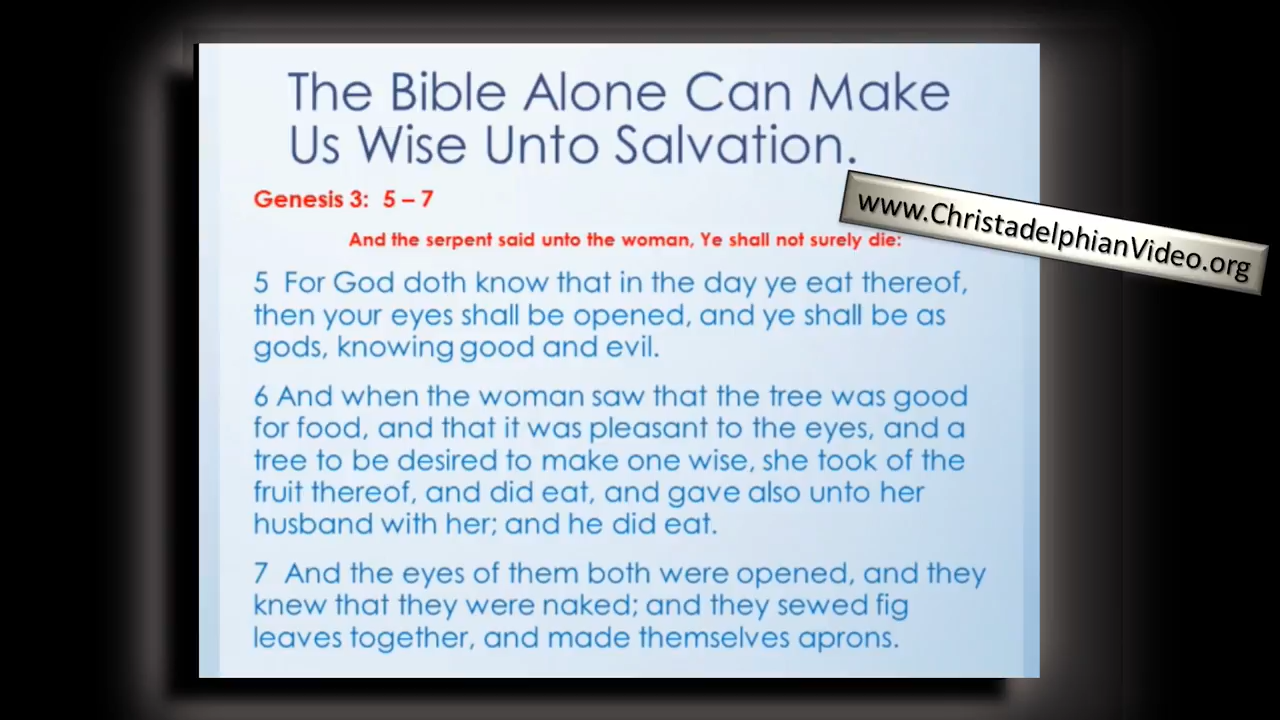 The Bible Alone Can Make
Us Wise Unto Salvation.
Genesis 3:  5 – 7
www.ChristadelphianVideo.org
And the serpent said unto the woman, Ye shall not surely die:
5  For God doth know that in the day ye eat thereof,
then your eyes shall be opened, and ye shall be as
gods, knowing good and evil.
6 And when the woman saw that the tree was good
for food, and that it was pleasant to the eyes, and a
tree to be desired to make one wise, she took of the
fruit thereof, and did eat, and gave also unto her
husband with her; and he did eat.
7  And the eyes of them both were opened, and they
knew that they were naked; and they sewed fig
leaves together, and made themselves aprons.